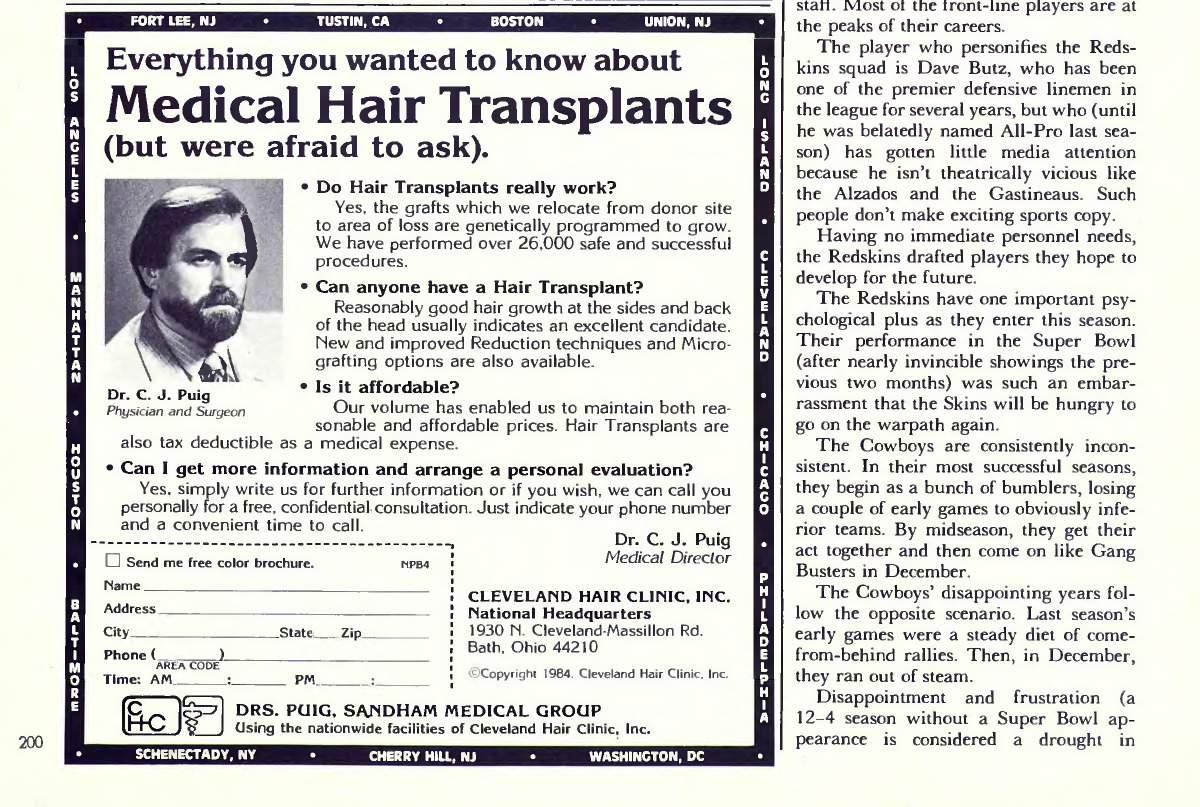 FORT LEE, NJ • TUSTIN, CA • BOSTON • UNION, NJ
LOS ANGELES • MANHATTAN • HOUSTON • BALTIMORE
Everything you wanted to know about
Medical Hair Transplants
(but were afraid to ask).
• Do Hair Transplants really work?
Yes, the grafts which we relocate from donor site
to area of loss are genetically programmed to grow.
We have performed over 26,000 safe and successful
procedures.
• Can anyone have a Hair Transplant?
Reasonably good hair growth at the sides and back
of the head usually indicates an excellent candidate.
New and improved Reduction techniques and Micro-
grafting options are also available.
Dr. C. J. Puig
Physician and Surgeon
• Is it affordable?
Our volume has enabled us to maintain both rea-
sonable and affordable prices. Hair Transplants are
also tax deductible as a medical expense.
• Can I get more information and arrange a personal evaluation?
Yes, simply write us for further information or if you wish, we can call you
personally for a free, confidential consultation. Just indicate your phone number
and a convenient time to call.
Dr. C. J. Puig
Medical Director
☐ Send me free color brochure. NPB4
Name
Address
City State Zip
Phone ( )
AREA CODE
Time: AM : PM :
CLEVELAND HAIR CLINIC, INC.
National Headquarters
1930 N. Cleveland-Massillon Rd.
Bath, Ohio 44210
©Copyright 1984, Cleveland Hair Clinic, Inc.
CHC
DRS. PUIG, SANDHAM MEDICAL GROUP
Using the nationwide facilities of Cleveland Hair Clinic, Inc.
LONG ISLAND • CLEVELAND • CHICAGO • PHILADELPHIA
SCHENECTADY, NY • CHERRY HILL, NJ • WASHINGTON, DC
200
staff. Most of the front-line players are at
the peaks of their careers.
The player who personifies the Reds-
kins squad is Dave Butz, who has been
one of the premier defensive linemen in
the league for several years, but who (until
he was belatedly named All-Pro last sea-
son) has gotten little media attention
because he isn't theatrically vicious like
the Alzados and the Gastineaus. Such
people don't make exciting sports copy.
Having no immediate personnel needs,
the Redskins drafted players they hope to
develop for the future.
The Redskins have one important psy-
chological plus as they enter this season.
Their performance in the Super Bowl
(after nearly invincible showings the pre-
vious two months) was such an embar-
rassment that the Skins will be hungry to
go on the warpath again.
The Cowboys are consistently incon-
sistent. In their most successful seasons,
they begin as a bunch of bumblers, losing
a couple of early games to obviously infe-
rior teams. By midseason, they get their
act together and then come on like Gang
Busters in December.
The Cowboys' disappointing years fol-
low the opposite scenario. Last season's
early games were a steady diet of come-
from-behind rallies. Then, in December,
they ran out of steam.
Disappointment and frustration (a
12–4 season without a Super Bowl ap-
pearance is considered a drought in